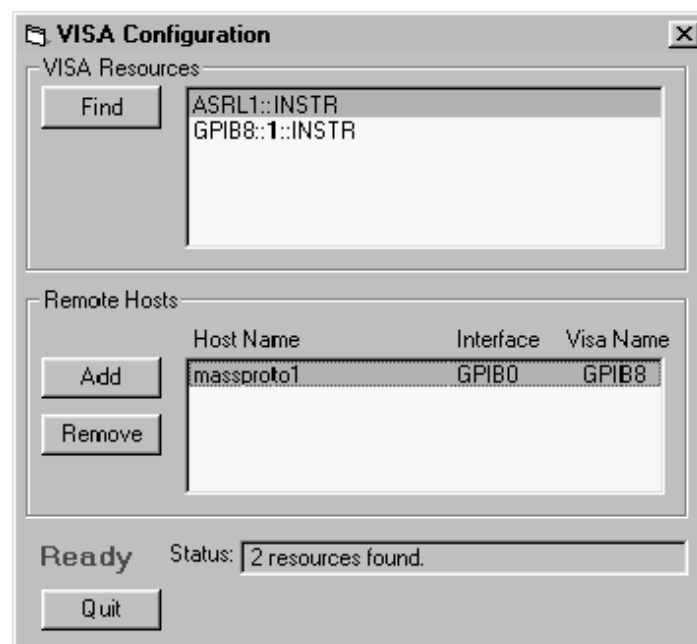 VISA Configuration
VISA Resources
Find
ASRL1::INSTR
GPIB8::1::INSTR
Remote Hosts
Host Name Interface Visa Name
Add
massproto1 GPIB0 GPIB8
Remove
Ready Status: 2 resources found.
Quit